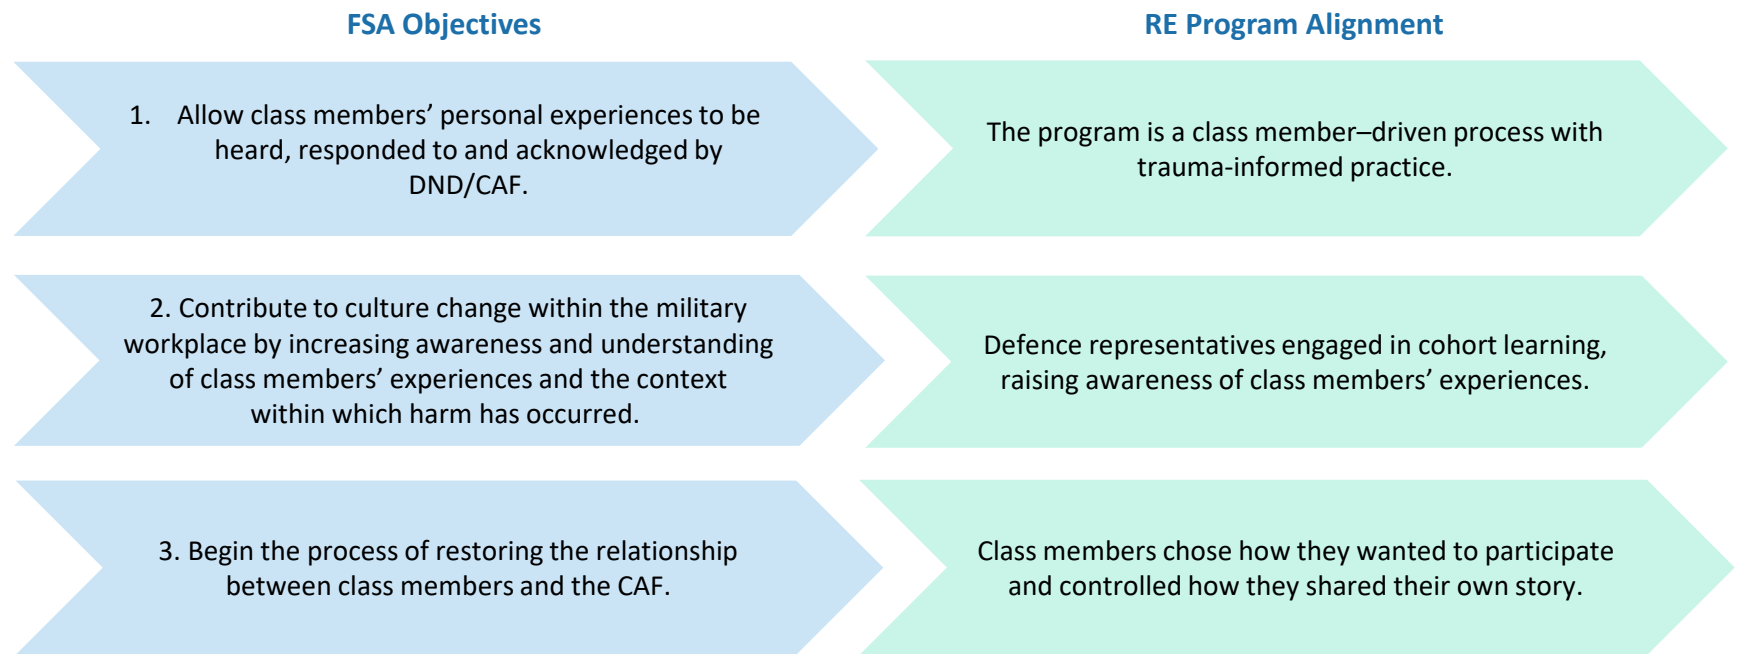 FSA Objectives
RE Program Alignment
1. Allow class members’ personal experiences to be
heard, responded to and acknowledged by
DND/CAF.
The program is a class member–driven process with
trauma-informed practice.
2. Contribute to culture change within the military
workplace by increasing awareness and understanding
of class members’ experiences and the context
within which harm has occurred.
Defence representatives engaged in cohort learning,
raising awareness of class members’ experiences.
3. Begin the process of restoring the relationship
between class members and the CAF.
Class members chose how they wanted to participate
and controlled how they shared their own story.